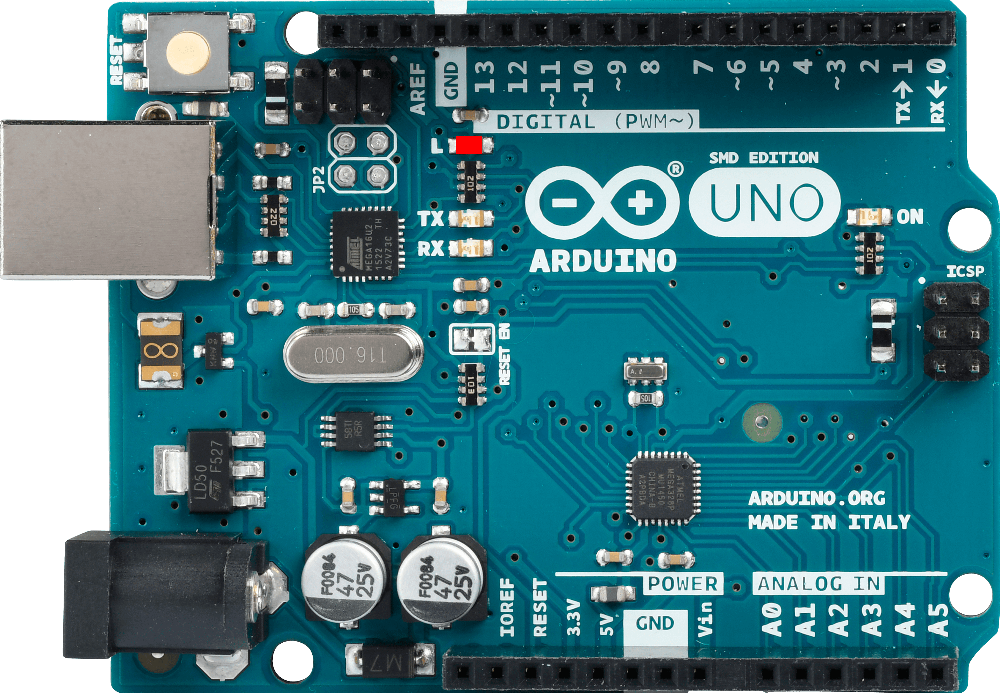 RESET
AREF
GND
13
12
~11
~10
~9
8
7
~6
~5
4
~3
2
TX→1
RX←0
DIGITAL (PWM~)
L
JP2
102
SMD EDITION
®
UNO
ARDUINO
TX
RX
ON
022
MEGA16U2
1522 TH
A2V73C
ATMEL
102
ICSP
105
T16.000
RESET EN
103
105
58TI
R5R
LD50
F527
LPFG
ATMEL
MEGA328P
MU1450
CHINA-8
A2PBDA
ARDUINO.ORG
MADE IN ITALY
F0084
47
25V
F0084
47
25V
M7
POWER
ANALOG IN
IOREF
RESET
3.3V
5V
GND
Vin
A0
A1
A2
A3
A4
A5